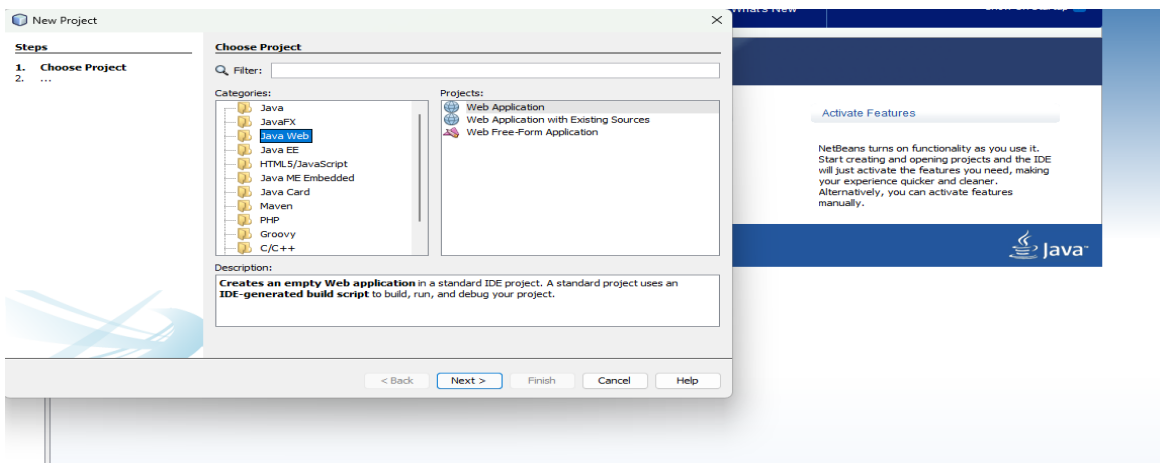 New Project
What's New
Steps
1. Choose Project
2. ...
Choose Project
Filter:
Categories:
Java
JavaFX
Java Web
Java EE
HTML5/JavaScript
Java ME Embedded
Java Card
Maven
PHP
Groovy
C/C++
Projects:
Web Application
Web Application with Existing Sources
Web Free-Form Application
Description:
Creates an empty Web application in a standard IDE project. A standard project uses an
IDE-generated build script to build, run, and debug your project.
< Back
Next >
Finish
Cancel
Help
Activate Features
NetBeans turns on functionality as you use it.
Start creating and opening projects and the IDE
will just activate the features you need, making
your experience quicker and cleaner.
Alternatively, you can activate features
manually.
Java